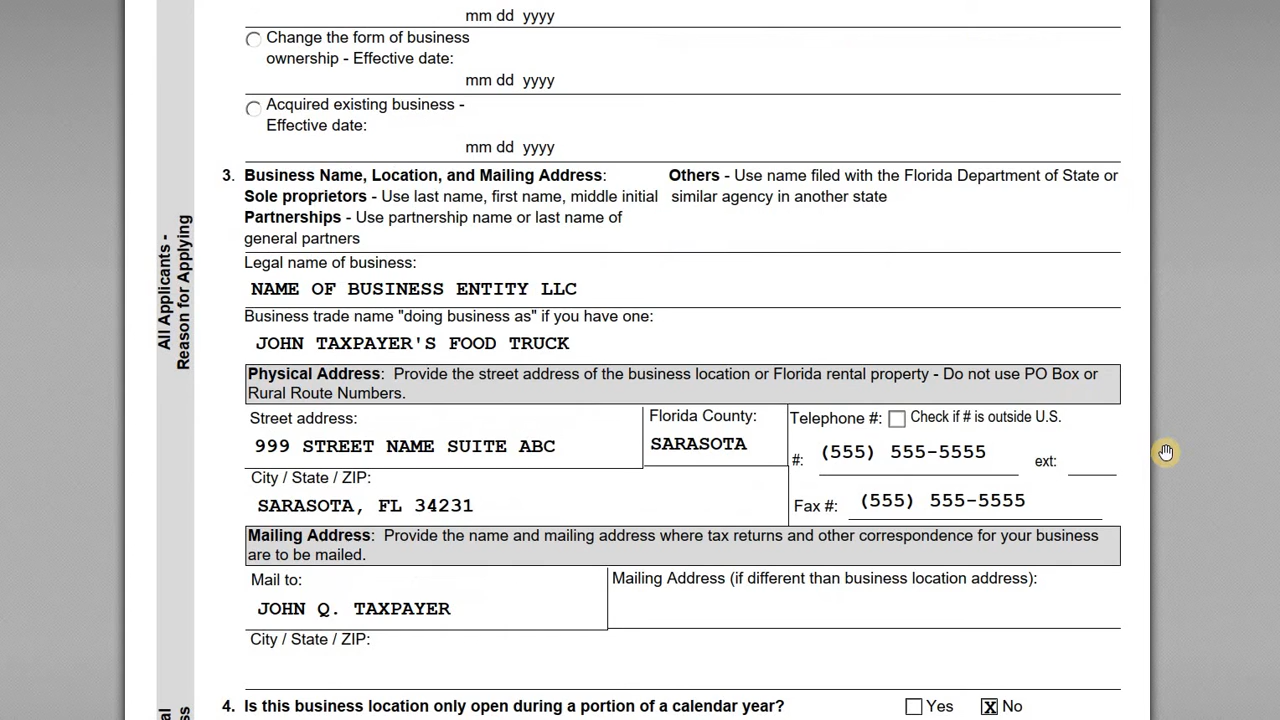 mm dd yyyy
Change the form of business
ownership - Effective date:
mm dd yyyy
Acquired existing business -
Effective date:
mm dd yyyy
All Applicants -
Reason for Applying
3. Business Name, Location, and Mailing Address:
Sole proprietors - Use last name, first name, middle initial
Partnerships - Use partnership name or last name of
general partners
Others - Use name filed with the Florida Department of State or
similar agency in another state
Legal name of business:
NAME OF BUSINESS ENTITY LLC
Business trade name "doing business as" if you have one:
JOHN TAXPAYER'S FOOD TRUCK
Physical Address: Provide the street address of the business location or Florida rental property - Do not use PO Box or
Rural Route Numbers.
Street address:
999 STREET NAME SUITE ABC
Florida County:
SARASOTA
Telephone #: Check if # is outside U.S.
#: (555) 555-5555 ext:
City / State / ZIP:
SARASOTA, FL 34231
Fax #: (555) 555-5555
Mailing Address: Provide the name and mailing address where tax returns and other correspondence for your business
are to be mailed.
Mail to:
JOHN Q. TAXPAYER
Mailing Address (if different than business location address):
City / State / ZIP:
4. Is this business location only open during a portion of a calendar year? Yes X No